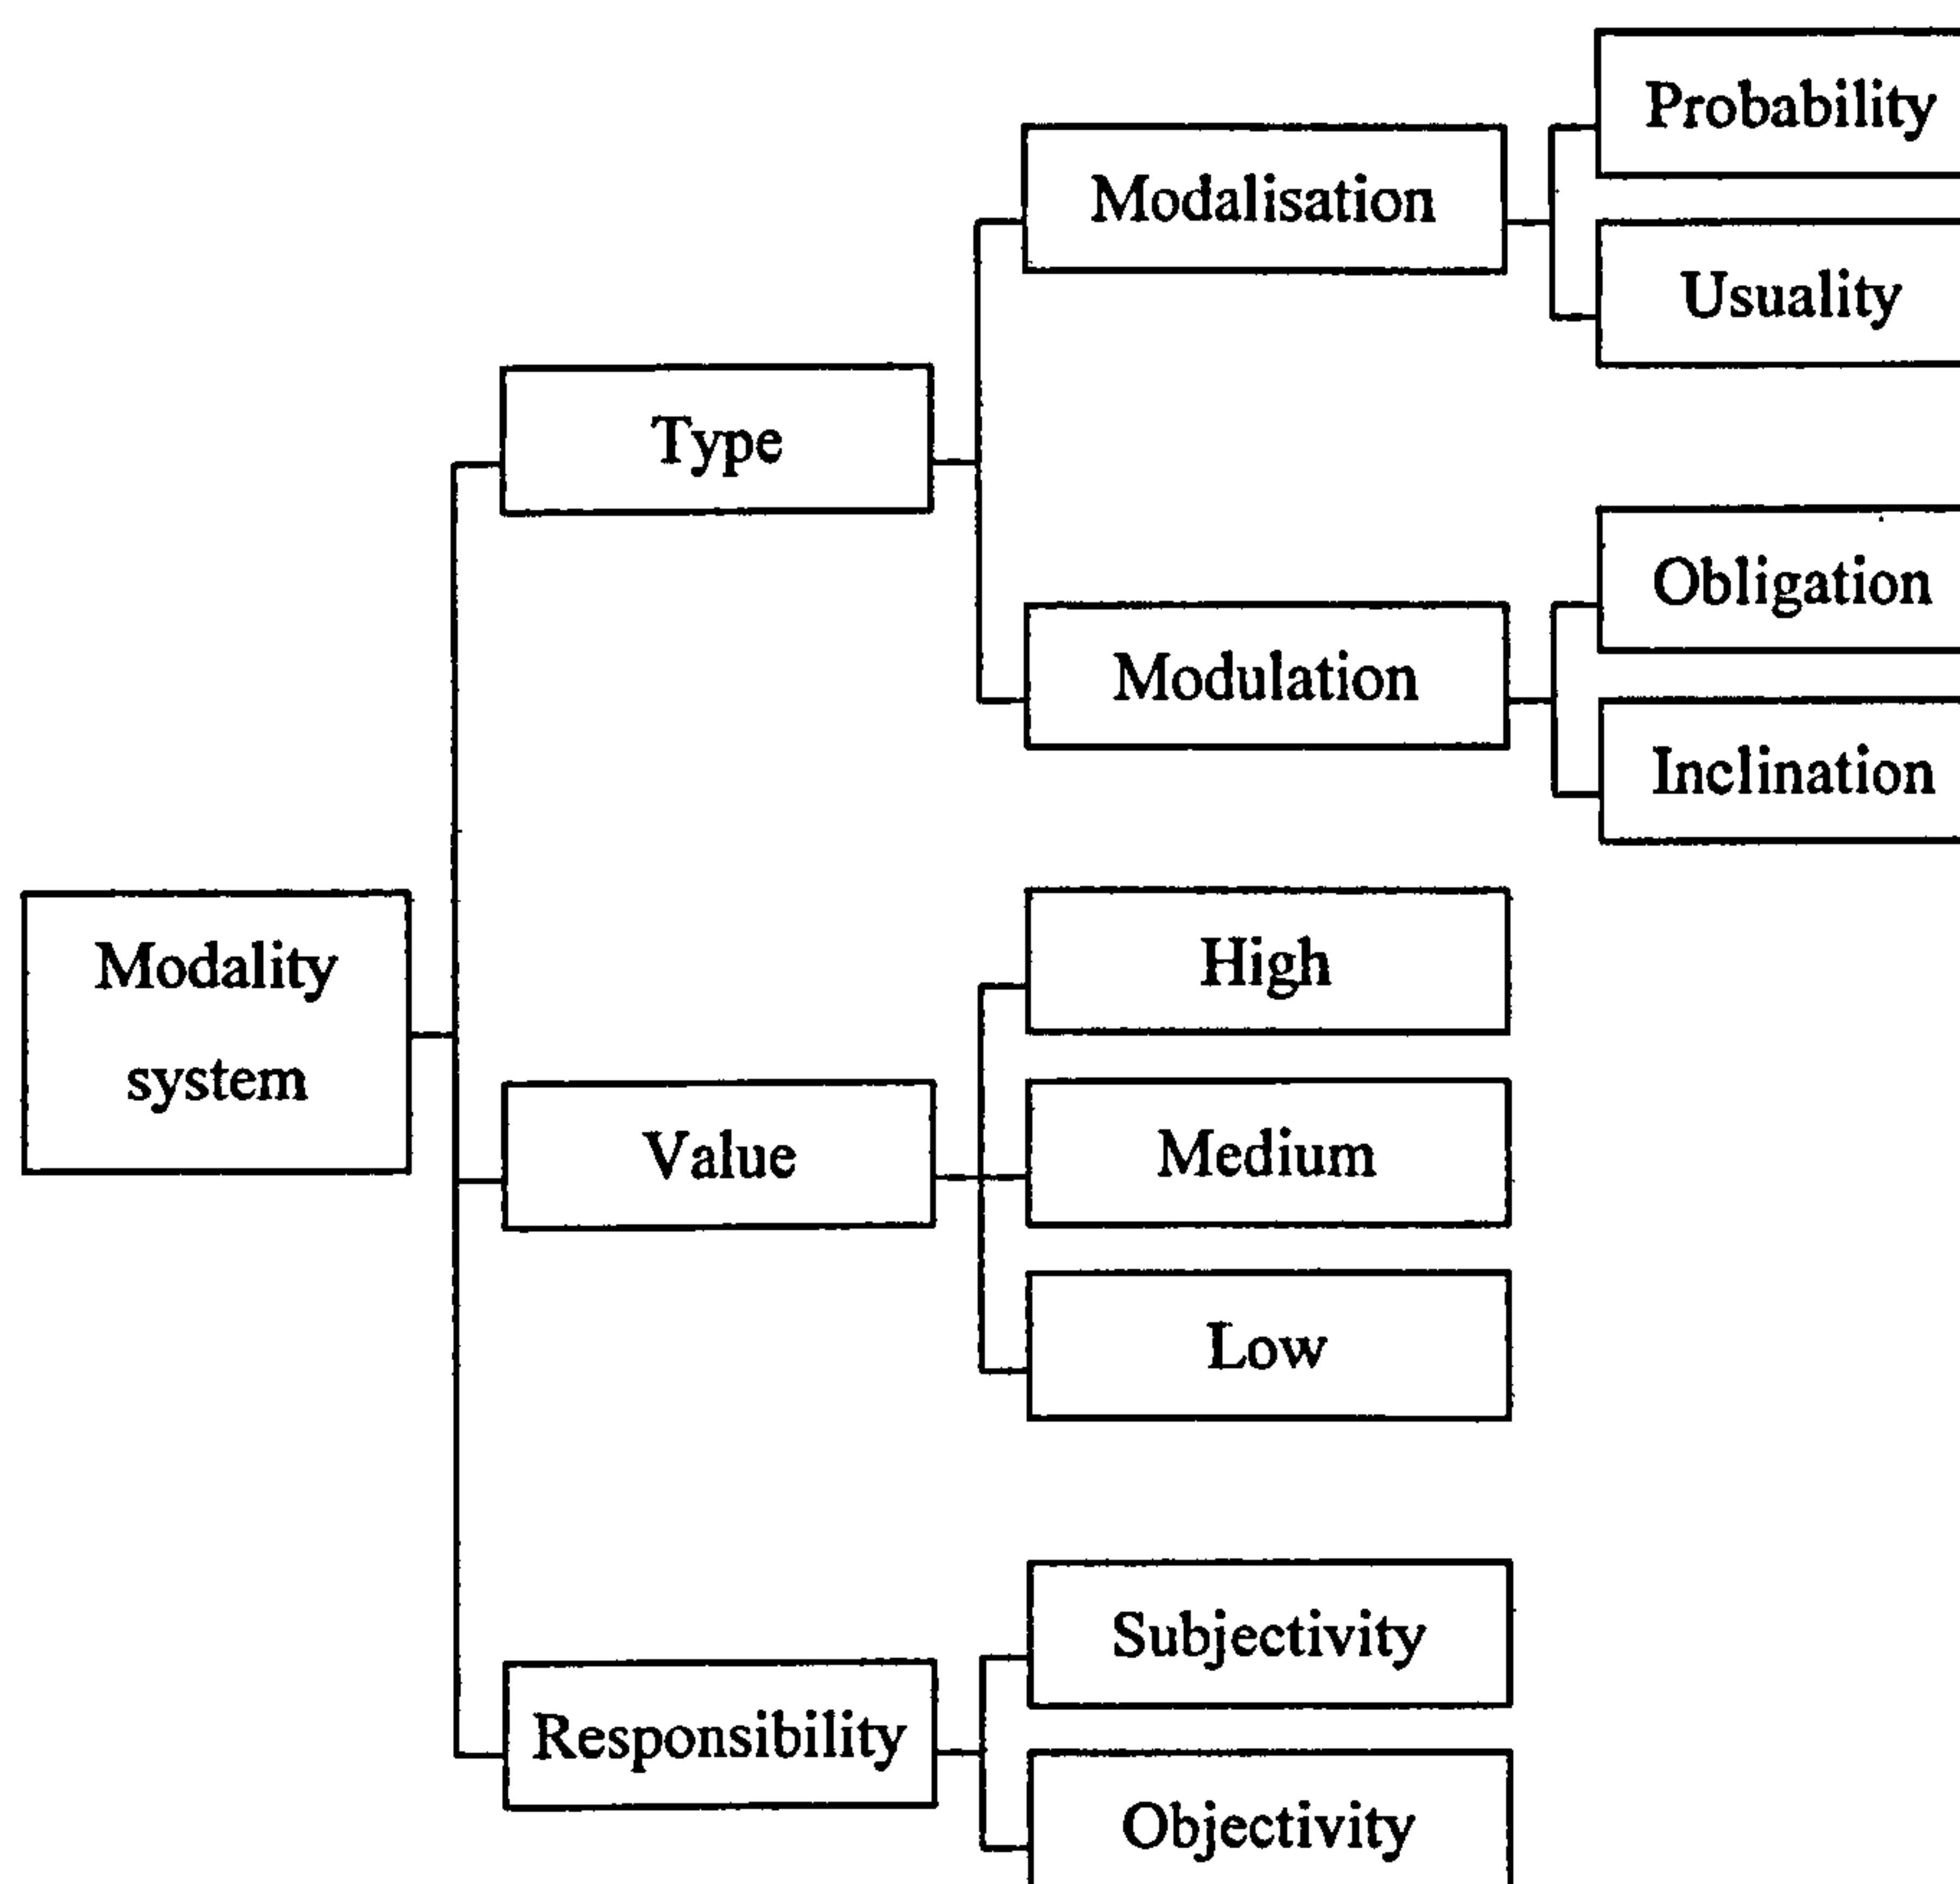 Probability
Modalisation
Usuality
Type
Obligation
Modulation
Inclination
High
Modality
system
Medium
Value
Low
Subjectivity
Responsibility
Objectivity